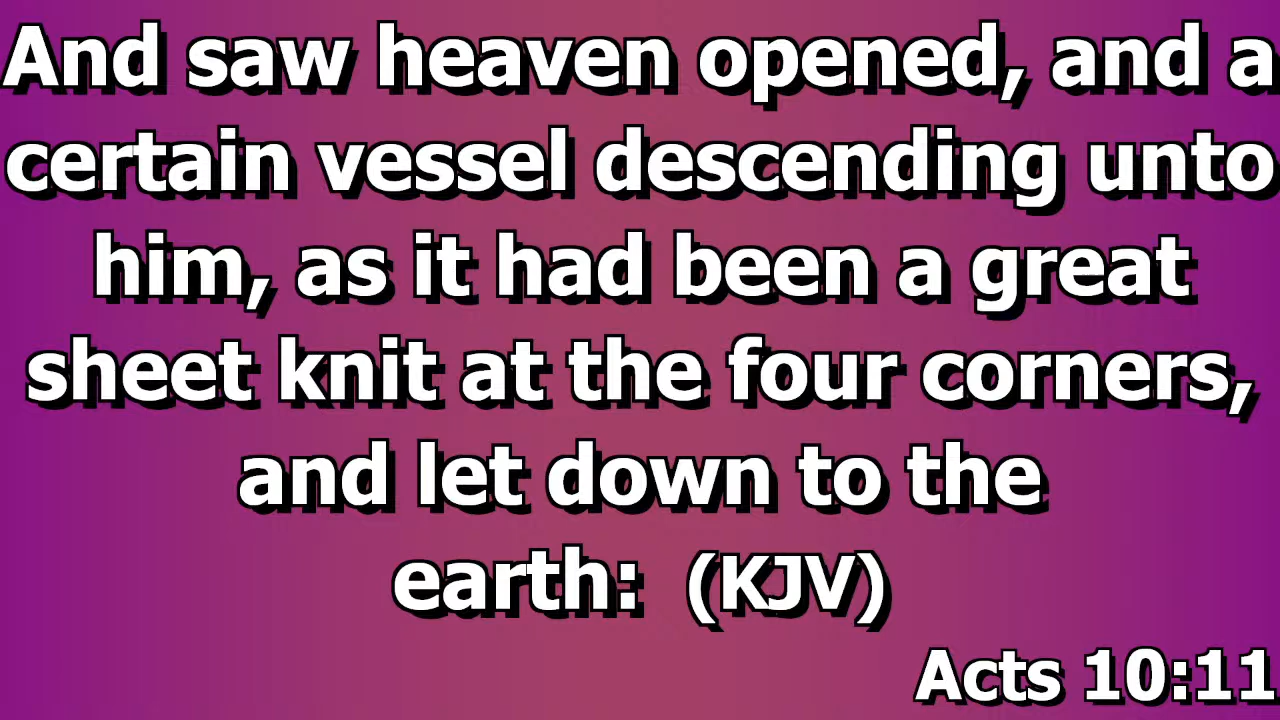 And saw heaven opened, and a
certain vessel descending unto
him, as it had been a great
sheet knit at the four corners,
and let down to the
earth: (KJV)
Acts 10:11